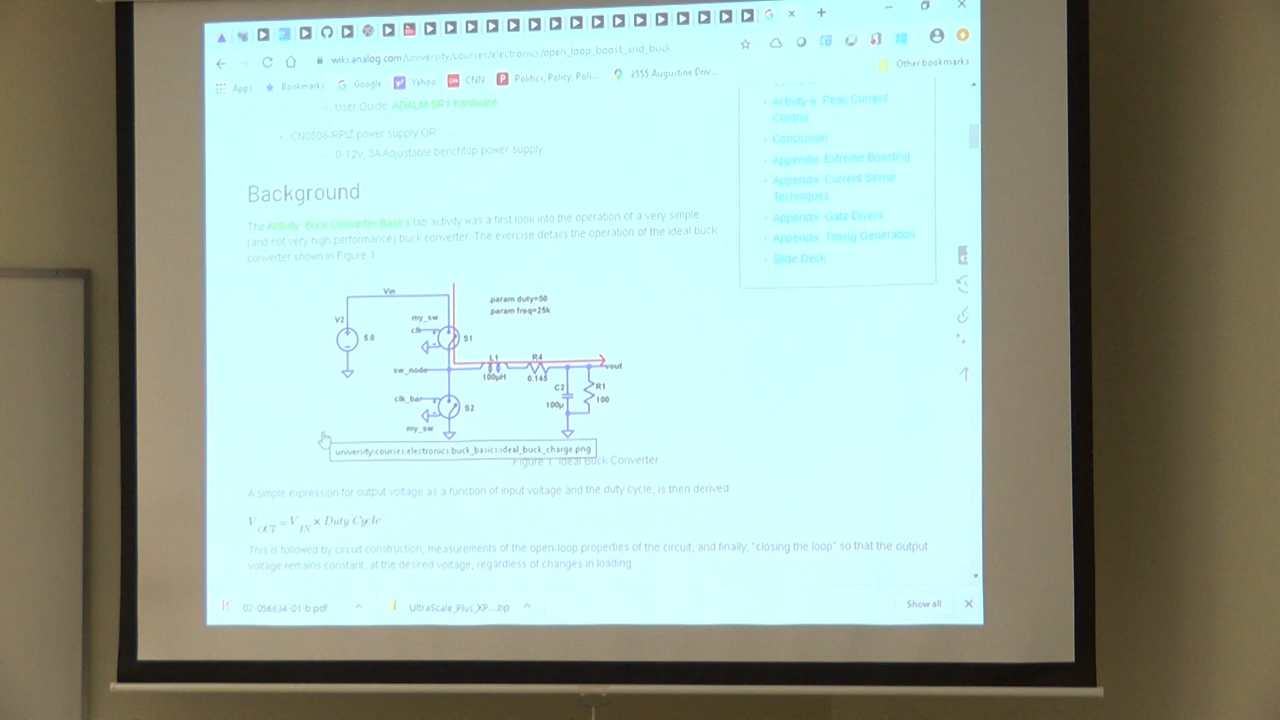 wiki.analog.com/university/courses/electronics/open_loop_boost_and_buck
Apps Bookmarks Google Yahoo CNN Politics, Policy, Poli... 2555 Augustine Driv... Other bookmarks
User Guide: ADALM-SR1 hardware
CN0508-RPIZ power supply OR
0-12V, 3A Adjustable benchtop power supply
Activity 6: Peak Current
Control
Conclusion
Appendix: Extreme Boosting
Appendix: Current Sense
Techniques
Appendix: Gate Divers
Appendix: Timing Generation
Slide Deck
Background
The Activity: Buck Converter Basics lab activity was a first look into the operation of a very simple
(and not very high performance) buck converter. The exercise details the operation of the ideal buck
converter shown in Figure 1.
Vin
.param duty=50
.param freq=25k
V2
5.0
my_sw
clk
S1
sw_node
L1
100µH
R4
0.145
vout
C2
100µ
R1
100
clk_bar
S2
my_sw
university:courses:electronics:buck_basics:ideal_buck_charge.png
Figure 1. Ideal Buck Converter
A simple expression for output voltage as a function of input voltage and the duty cycle, is then derived
V OUT = V IN × Duty Cycle
This is followed by circuit construction, measurements of the open-loop properties of the circuit, and finally, "closing the loop" so that the output
voltage remains constant, at the desired voltage, regardless of changes in loading.
02-056834-01-b.pdf UltraScale_Plus_XP....zip Show all